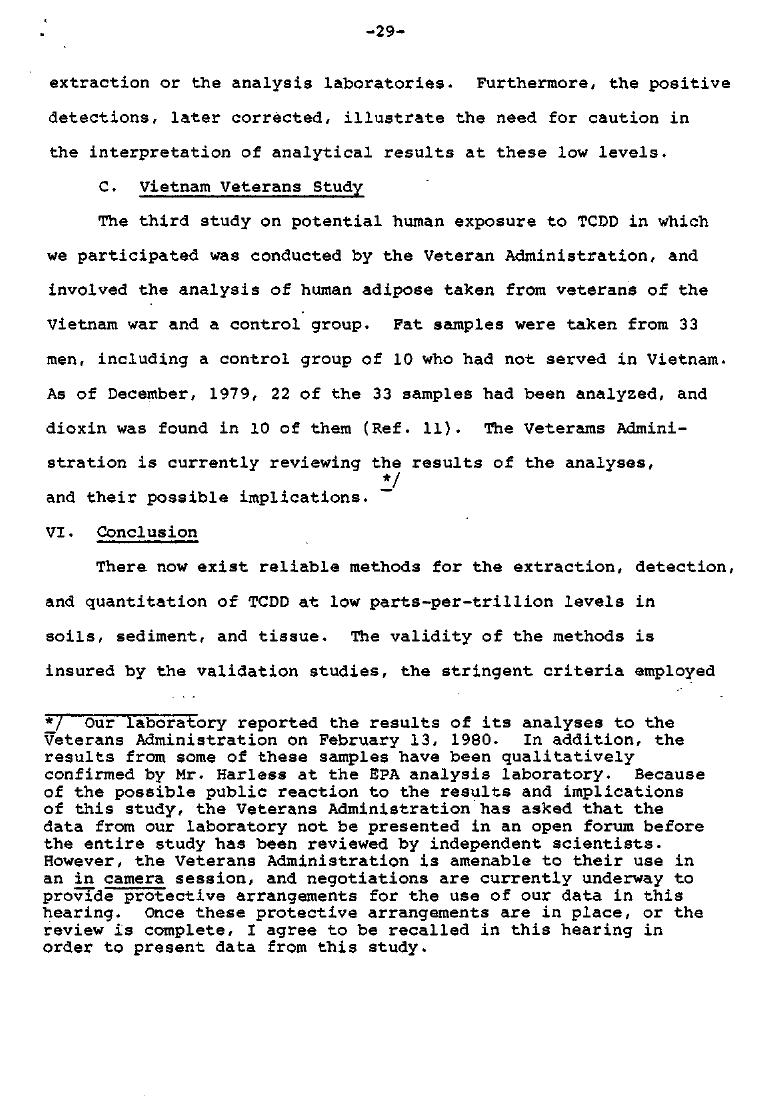 -29-
extraction or the analysis laboratories. Furthermore, the positive
detections, later corrected, illustrate the need for caution in
the interpretation of analytical results at these low levels.
C. Vietnam Veterans Study
The third study on potential human exposure to TCDD in which
we participated was conducted by the Veteran Administration, and
involved the analysis of human adipose taken from veterans of the
Vietnam war and a control group. Fat samples were taken from 33
men, including a control group of 10 who had not served in Vietnam.
As of December, 1979, 22 of the 33 samples had been analyzed, and
dioxin was found in 10 of them (Ref. 11). The Veterams Admini-
stration is currently reviewing the results of the analyses,
and their possible implications. */
VI. Conclusion
There now exist reliable methods for the extraction, detection,
and quantitation of TCDD at low parts-per-trillion levels in
soils, sediment, and tissue. The validity of the methods is
insured by the validation studies, the stringent criteria employed
*/ Our laboratory reported the results of its analyses to the
Veterans Administration on February 13, 1980. In addition, the
results from some of these samples have been qualitatively
confirmed by Mr. Harless at the EPA analysis laboratory. Because
of the possible public reaction to the results and implications
of this study, the Veterans Administration has asked that the
data from our laboratory not be presented in an open forum before
the entire study has been reviewed by independent scientists.
However, the Veterans Administration is amenable to their use in
an in camera session, and negotiations are currently underway to
provide protective arrangements for the use of our data in this
hearing. Once these protective arrangements are in place, or the
review is complete, I agree to be recalled in this hearing in
order to present data from this study.